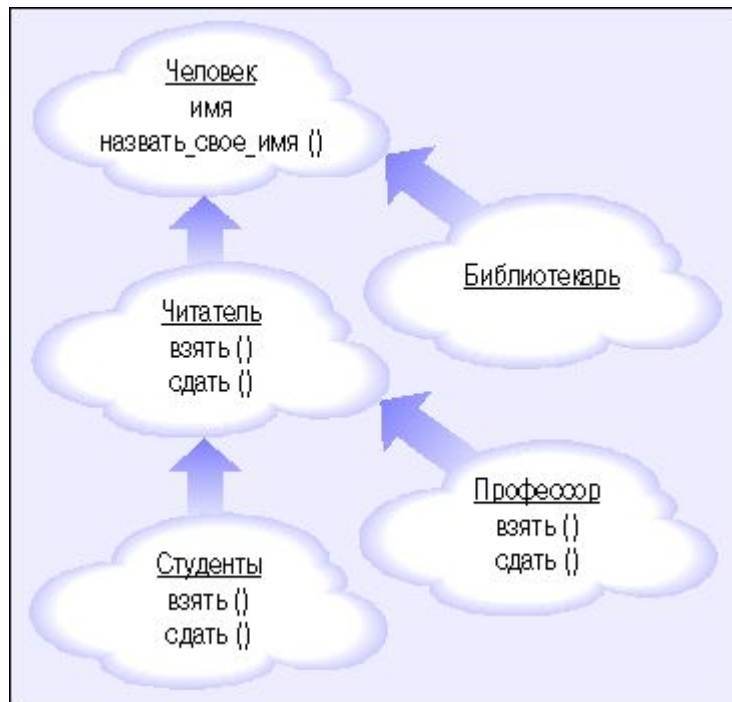 Человек
имя
назвать_свое_имя ()
Библиотекарь
Читатель
взять ()
сдать ()
Профессор
взять ()
сдать ()
Студенты
взять ()
сдать ()